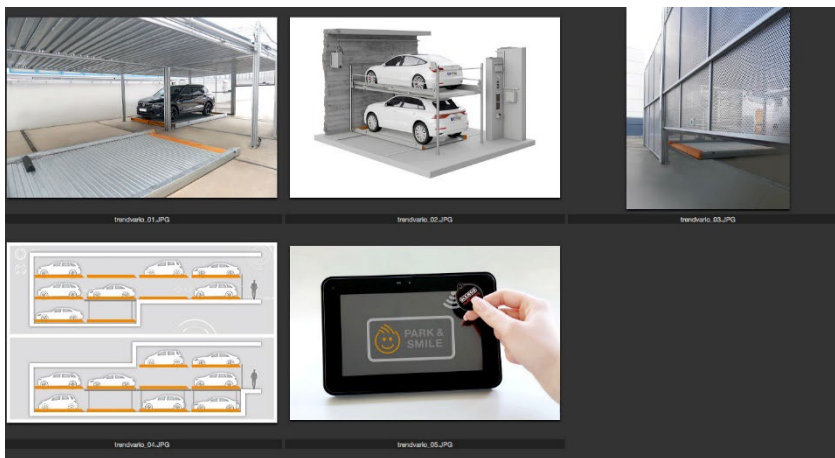 trendvario_01.JPG
trendvario_02.JPG
trendvario_03.JPG
PARK &
SMILE
trendvario_04.JPG
trendvario_05.JPG